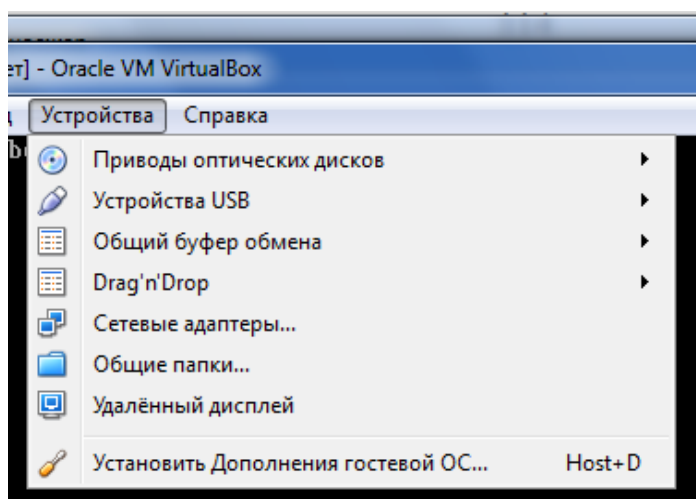 ет] - Oracle VM VirtualBox
Устройства Справка
Приводы оптических дисков
Устройства USB
Общий буфер обмена
Drag'n'Drop
Сетевые адаптеры...
Общие папки...
Удалённый дисплей
Установить Дополнения гостевой ОС... Host+D